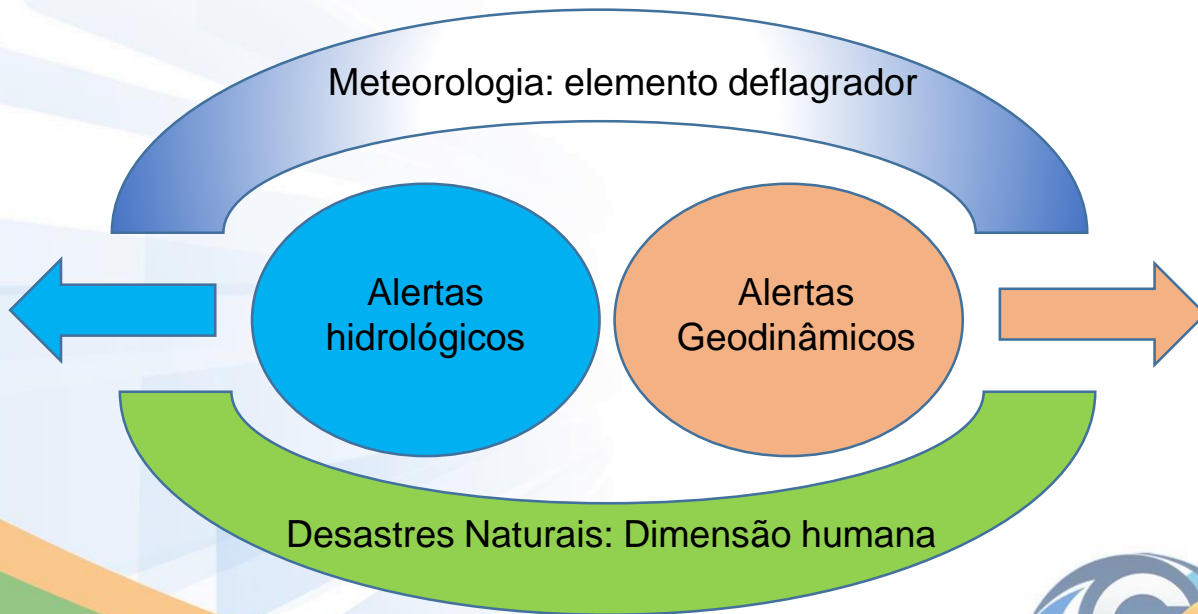 Meteorologia: elemento deflagrador
Alertas
hidrológicos
Alertas
Geodinâmicos
Desastres Naturais: Dimensão humana